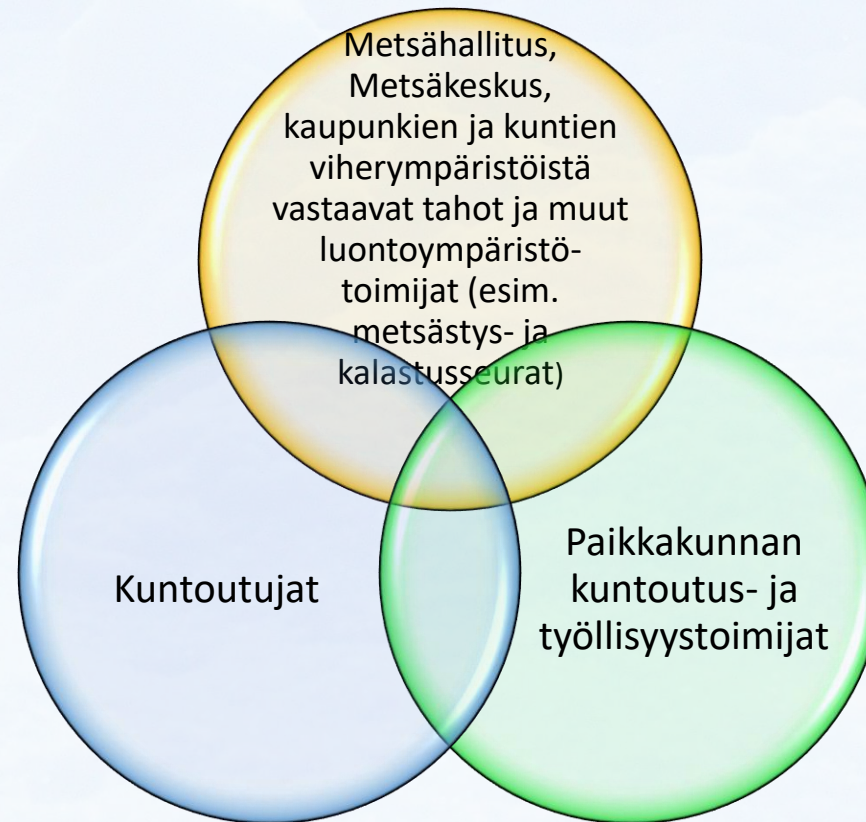 Metsähallitus,
Metsäkeskus,
kaupunkien ja kuntien
viherympäristöistä
vastaavat tahot ja muut
luontoympäristö-
toimijat (esim.
metsästys- ja
kalastusseurat)
Kuntoutujat
Paikkakunnan
kuntoutus- ja
työllisyystoimijat